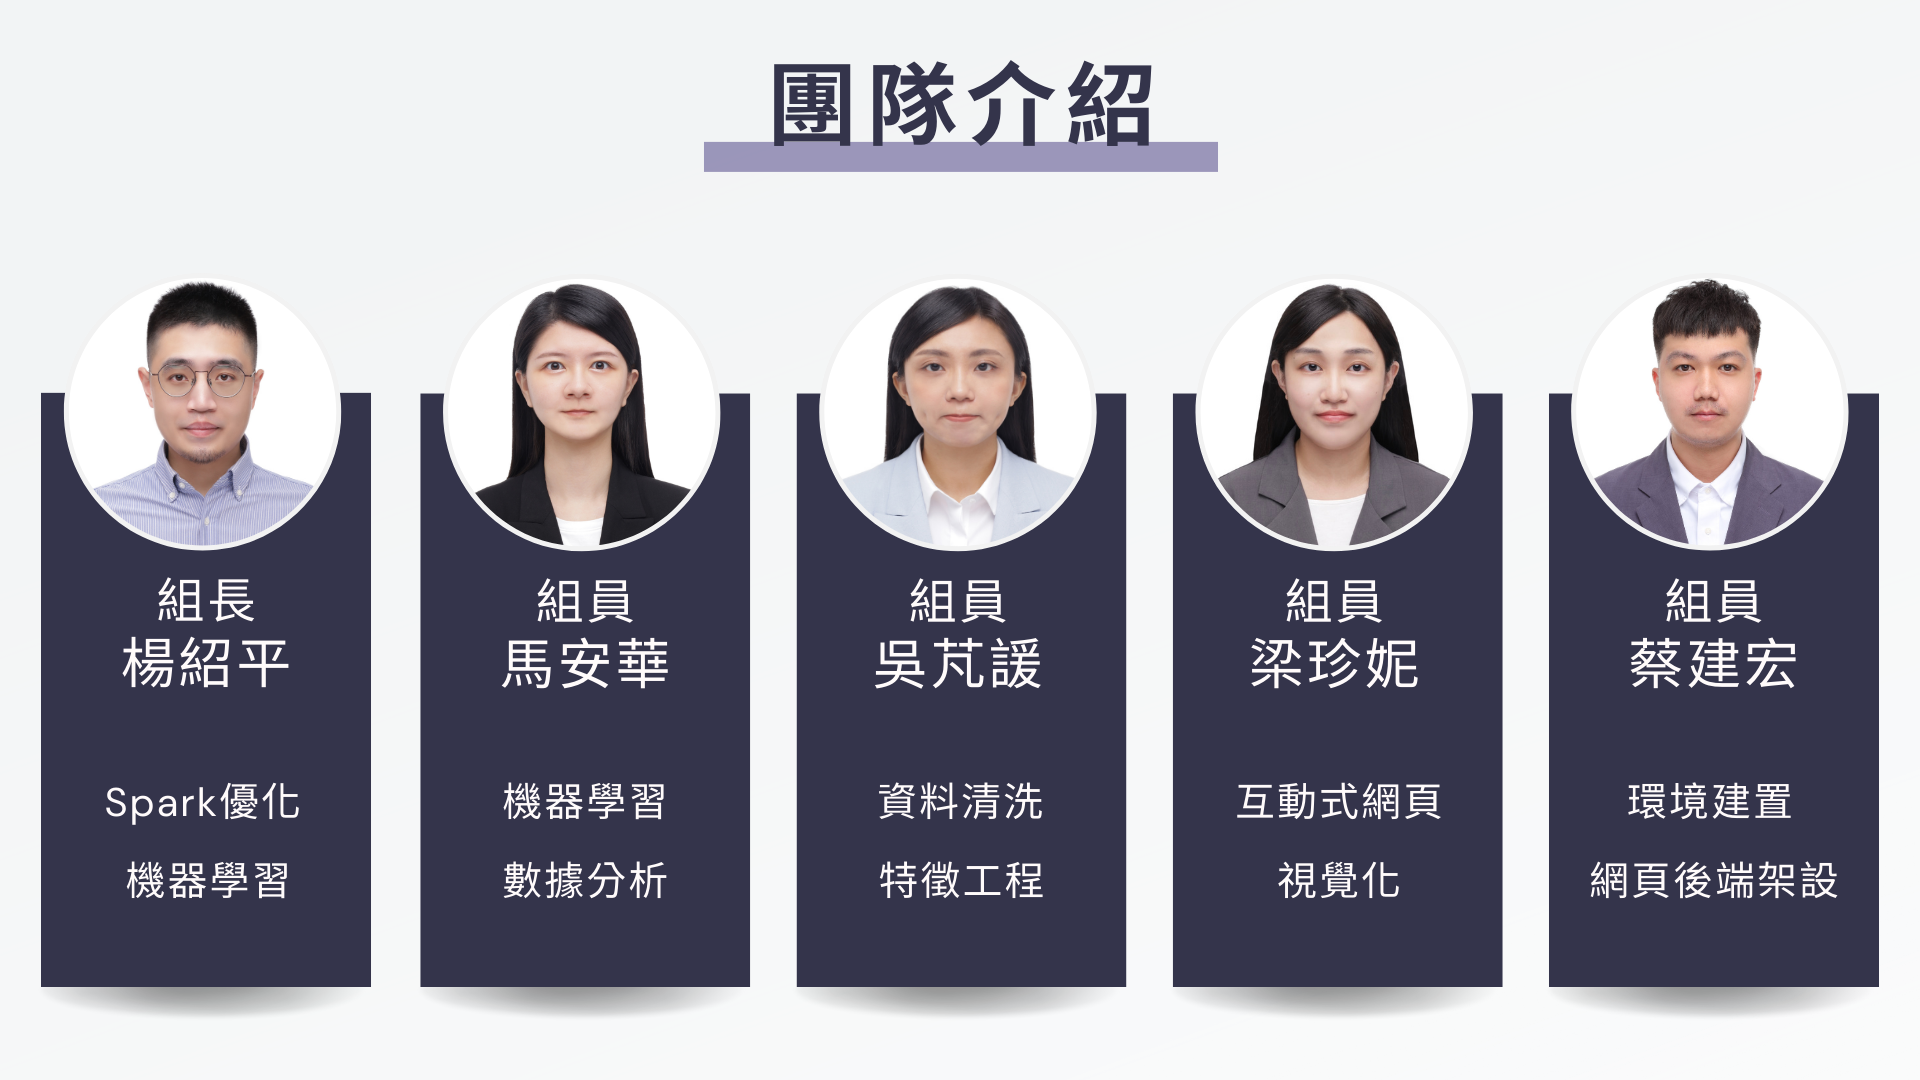 團隊介紹
組長
楊紹平
Spark優化
機器學習
組員
馬安華
機器學習
數據分析
組員
吳芃諼
資料清洗
特徵工程
組員
梁珍妮
互動式網頁
視覺化
組員
蔡建宏
環境建置
網頁後端架設